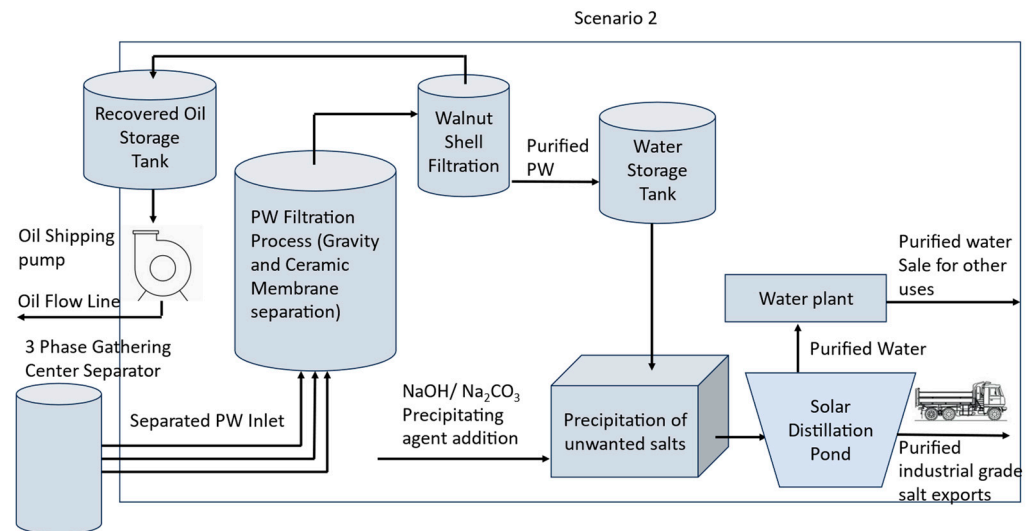 Scenario 2
Recovered Oil
Storage
Tank
Walnut
Shell
Filtration
Purified
PW
Water
Storage
Tank
PW Filtration
Process (Gravity
and Ceramic
Membrane
separation)
Oil Shipping
pump
Oil Flow Line
3 Phase Gathering
Center Separator
Separated PW Inlet
NaOH/ Na₂CO₃
Precipitating
agent addition
Precipitation of
unwanted salts
Water plant
Purified water
Sale for other
uses
Purified Water
Solar
Distillation
Pond
Purified
industrial grade
salt exports